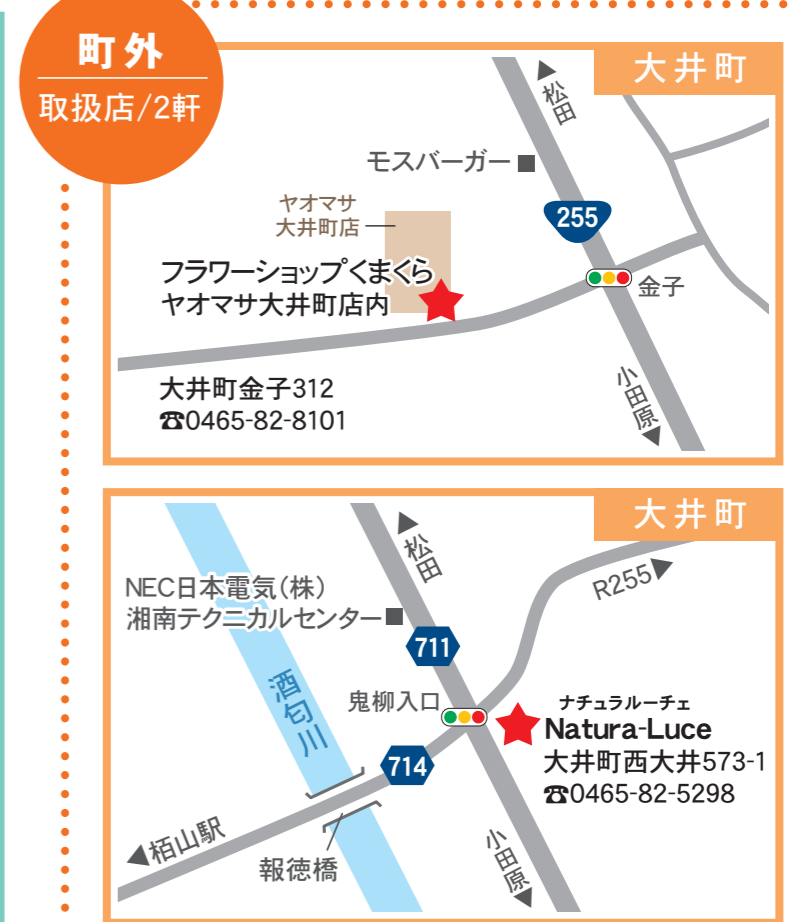 町外
取扱店/2軒
大井町
▲松田
モスバーガー■
ヤオマサ
大井町店
255
フラワーショップくまくら
ヤオマサ大井町店内
金子
小田原▼
大井町金子312
☎0465-82-8101
大井町
▲松田
R255▶
NEC日本電気(株)
湘南テクニカルセンター■
711
酒匂川
鬼柳入口
ナチュラルーチェ
Natura-Luce
大井町西大井573-1
☎0465-82-5298
714
◀栢山駅
報徳橋
小田原▼